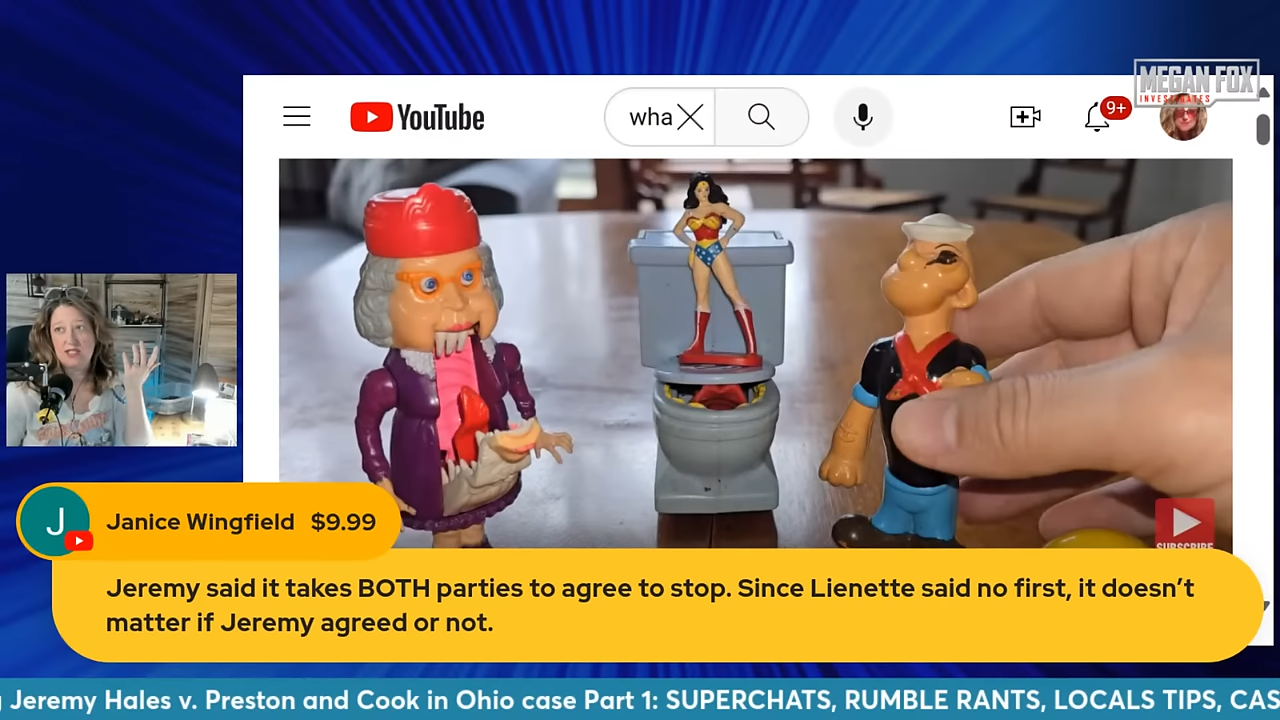 MEGAN FOX
INVESTIGATES
YouTube
wha
9+
SUBSCRIBE
J
Janice Wingfield $9.99
Jeremy said it takes BOTH parties to agree to stop. Since Lienette said no first, it doesn't
matter if Jeremy agreed or not.
Jeremy Hales v. Preston and Cook in Ohio case Part 1: SUPERCHATS, RUMBLE RANTS, LOCALS TIPS, CAS